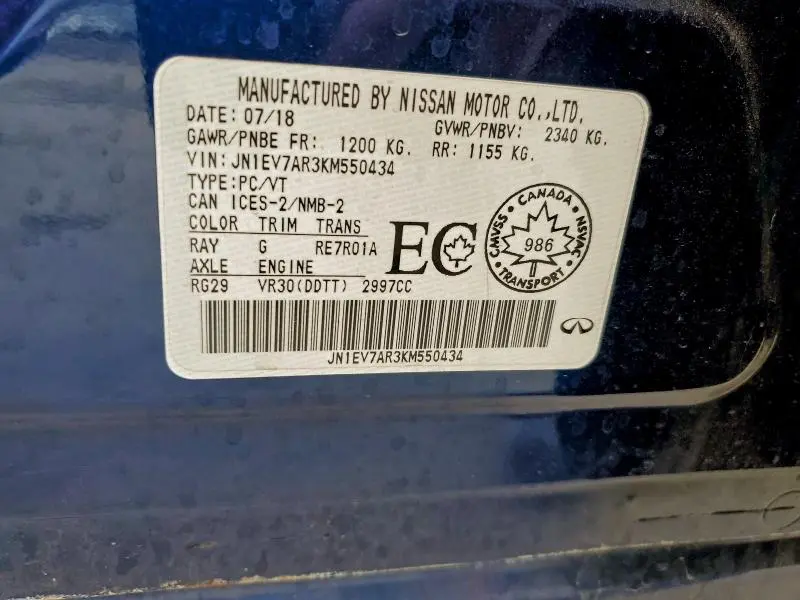 MANUFACTURED BY NISSAN MOTOR CO.,LTD.
DATE: 07/18 GVWR/PNBV: 2340 KG.
GAWR/PNBE FR: 1200 KG. RR: 1155 KG.
VIN:JN1EV7AR3KM550434
TYPE:PC/VT
CAN ICES-2/NMB-2
COLOR TRIM TRANS
RAY G RE7R01A
AXLE ENGINE
RG29 VR30(DDTT) 2997CC
EC
CANADA
CMVSS 986 NSVAC
TRANSPORT
JN1EV7AR3KM550434